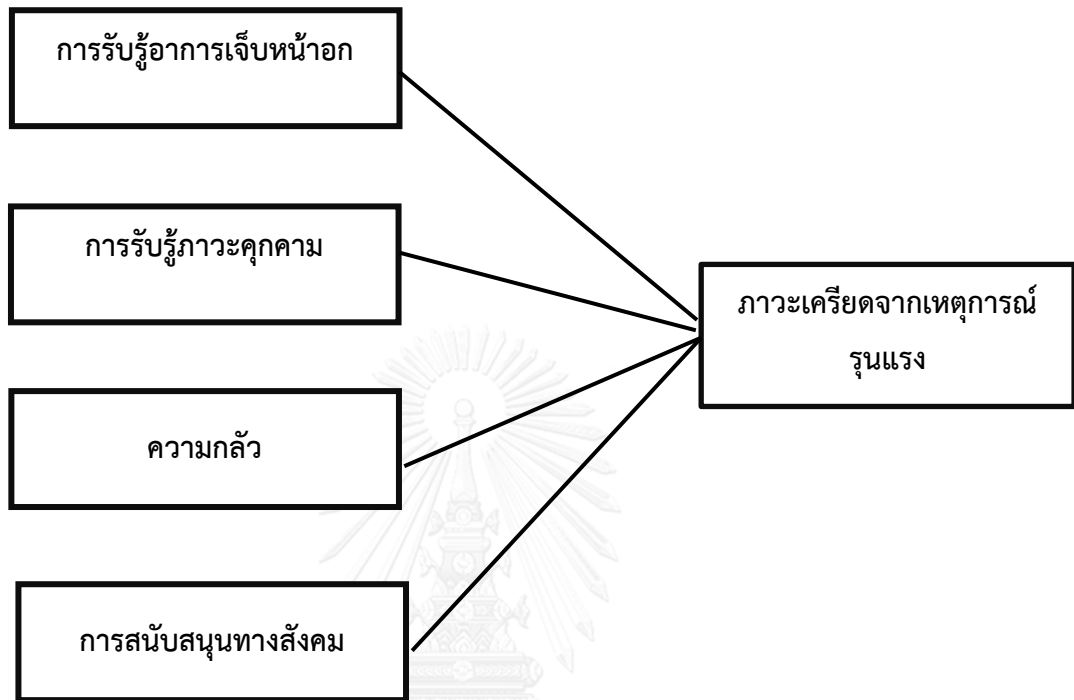 การรับรู้อาการเจ็บหน้าอก
การรับรู้ภาวะคุกคาม
ภาวะเครียดจากเหตุการณ์
รุนแรง
ความกลัว
การสนับสนุนทางสังคม